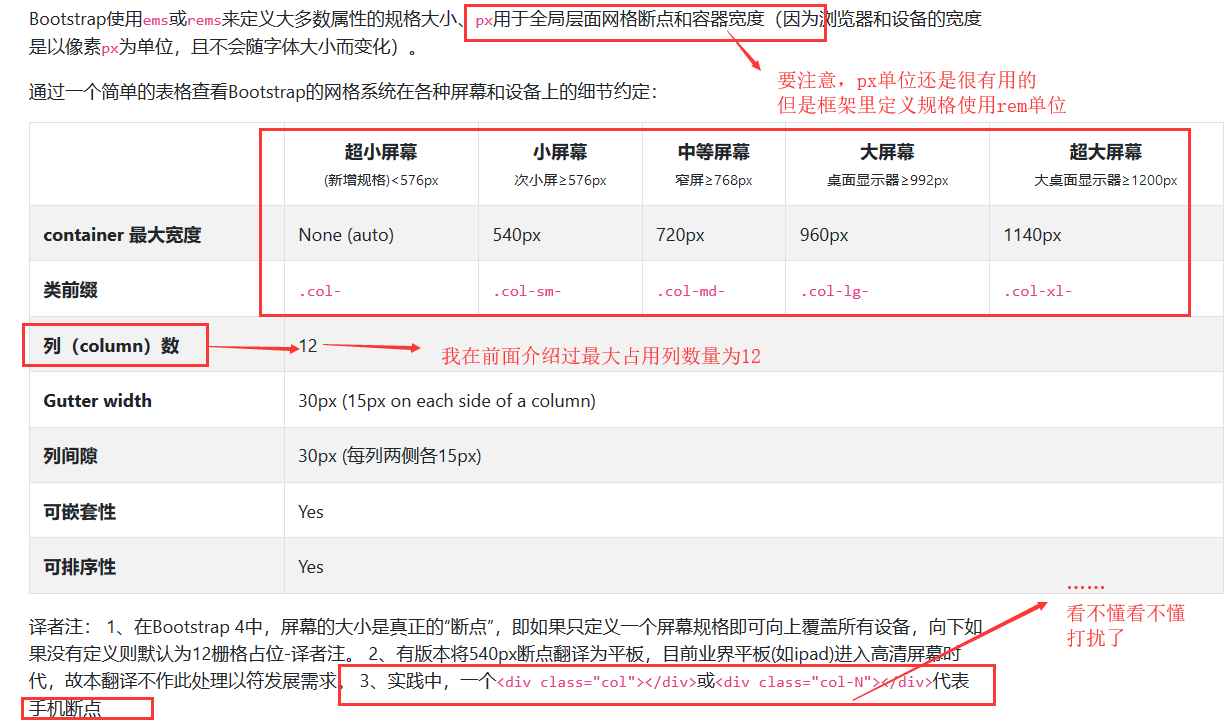 Bootstrap使用ems或rems来定义大多数属性的规格大小、px用于全局层面网格断点和容器宽度（因为浏览器和设备的宽度
是以像素px为单位，且不会随字体大小而变化）。
要注意，px单位还是很有用的
但是框架里定义规格使用rem单位
通过一个简单的表格查看Bootstrap的网格系统在各种屏幕和设备上的细节约定：
超小屏幕 小屏幕 中等屏幕 大屏幕 超大屏幕
(新增规格)<576px 次小屏≥576px 窄屏≥768px 桌面显示器≥992px 大桌面显示器≥1200px
container 最大宽度 None (auto) 540px 720px 960px 1140px
类前缀 .col- .col-sm- .col-md- .col-lg- .col-xl-
列（column）数 12 我在前面介绍过最大占用列数量为12
Gutter width 30px (15px on each side of a column)
列间隙 30px (每列两侧各15px)
可嵌套性 Yes
可排序性 Yes
......
看不懂看不懂
打扰了
译者注： 1、在Bootstrap 4中，屏幕的大小是真正的“断点”，即如果只定义一个屏幕规格即可向上覆盖所有设备，向下如
果没有定义则默认为12栅格占位-译者注。 2、有版本将540px断点翻译为平板，目前业界平板(如ipad)进入高清屏幕时
代，故本翻译不作此处理以符发展需求。 3、实践中，一个<div class="col"></div>或<div class="col-N"></div>代表
手机断点